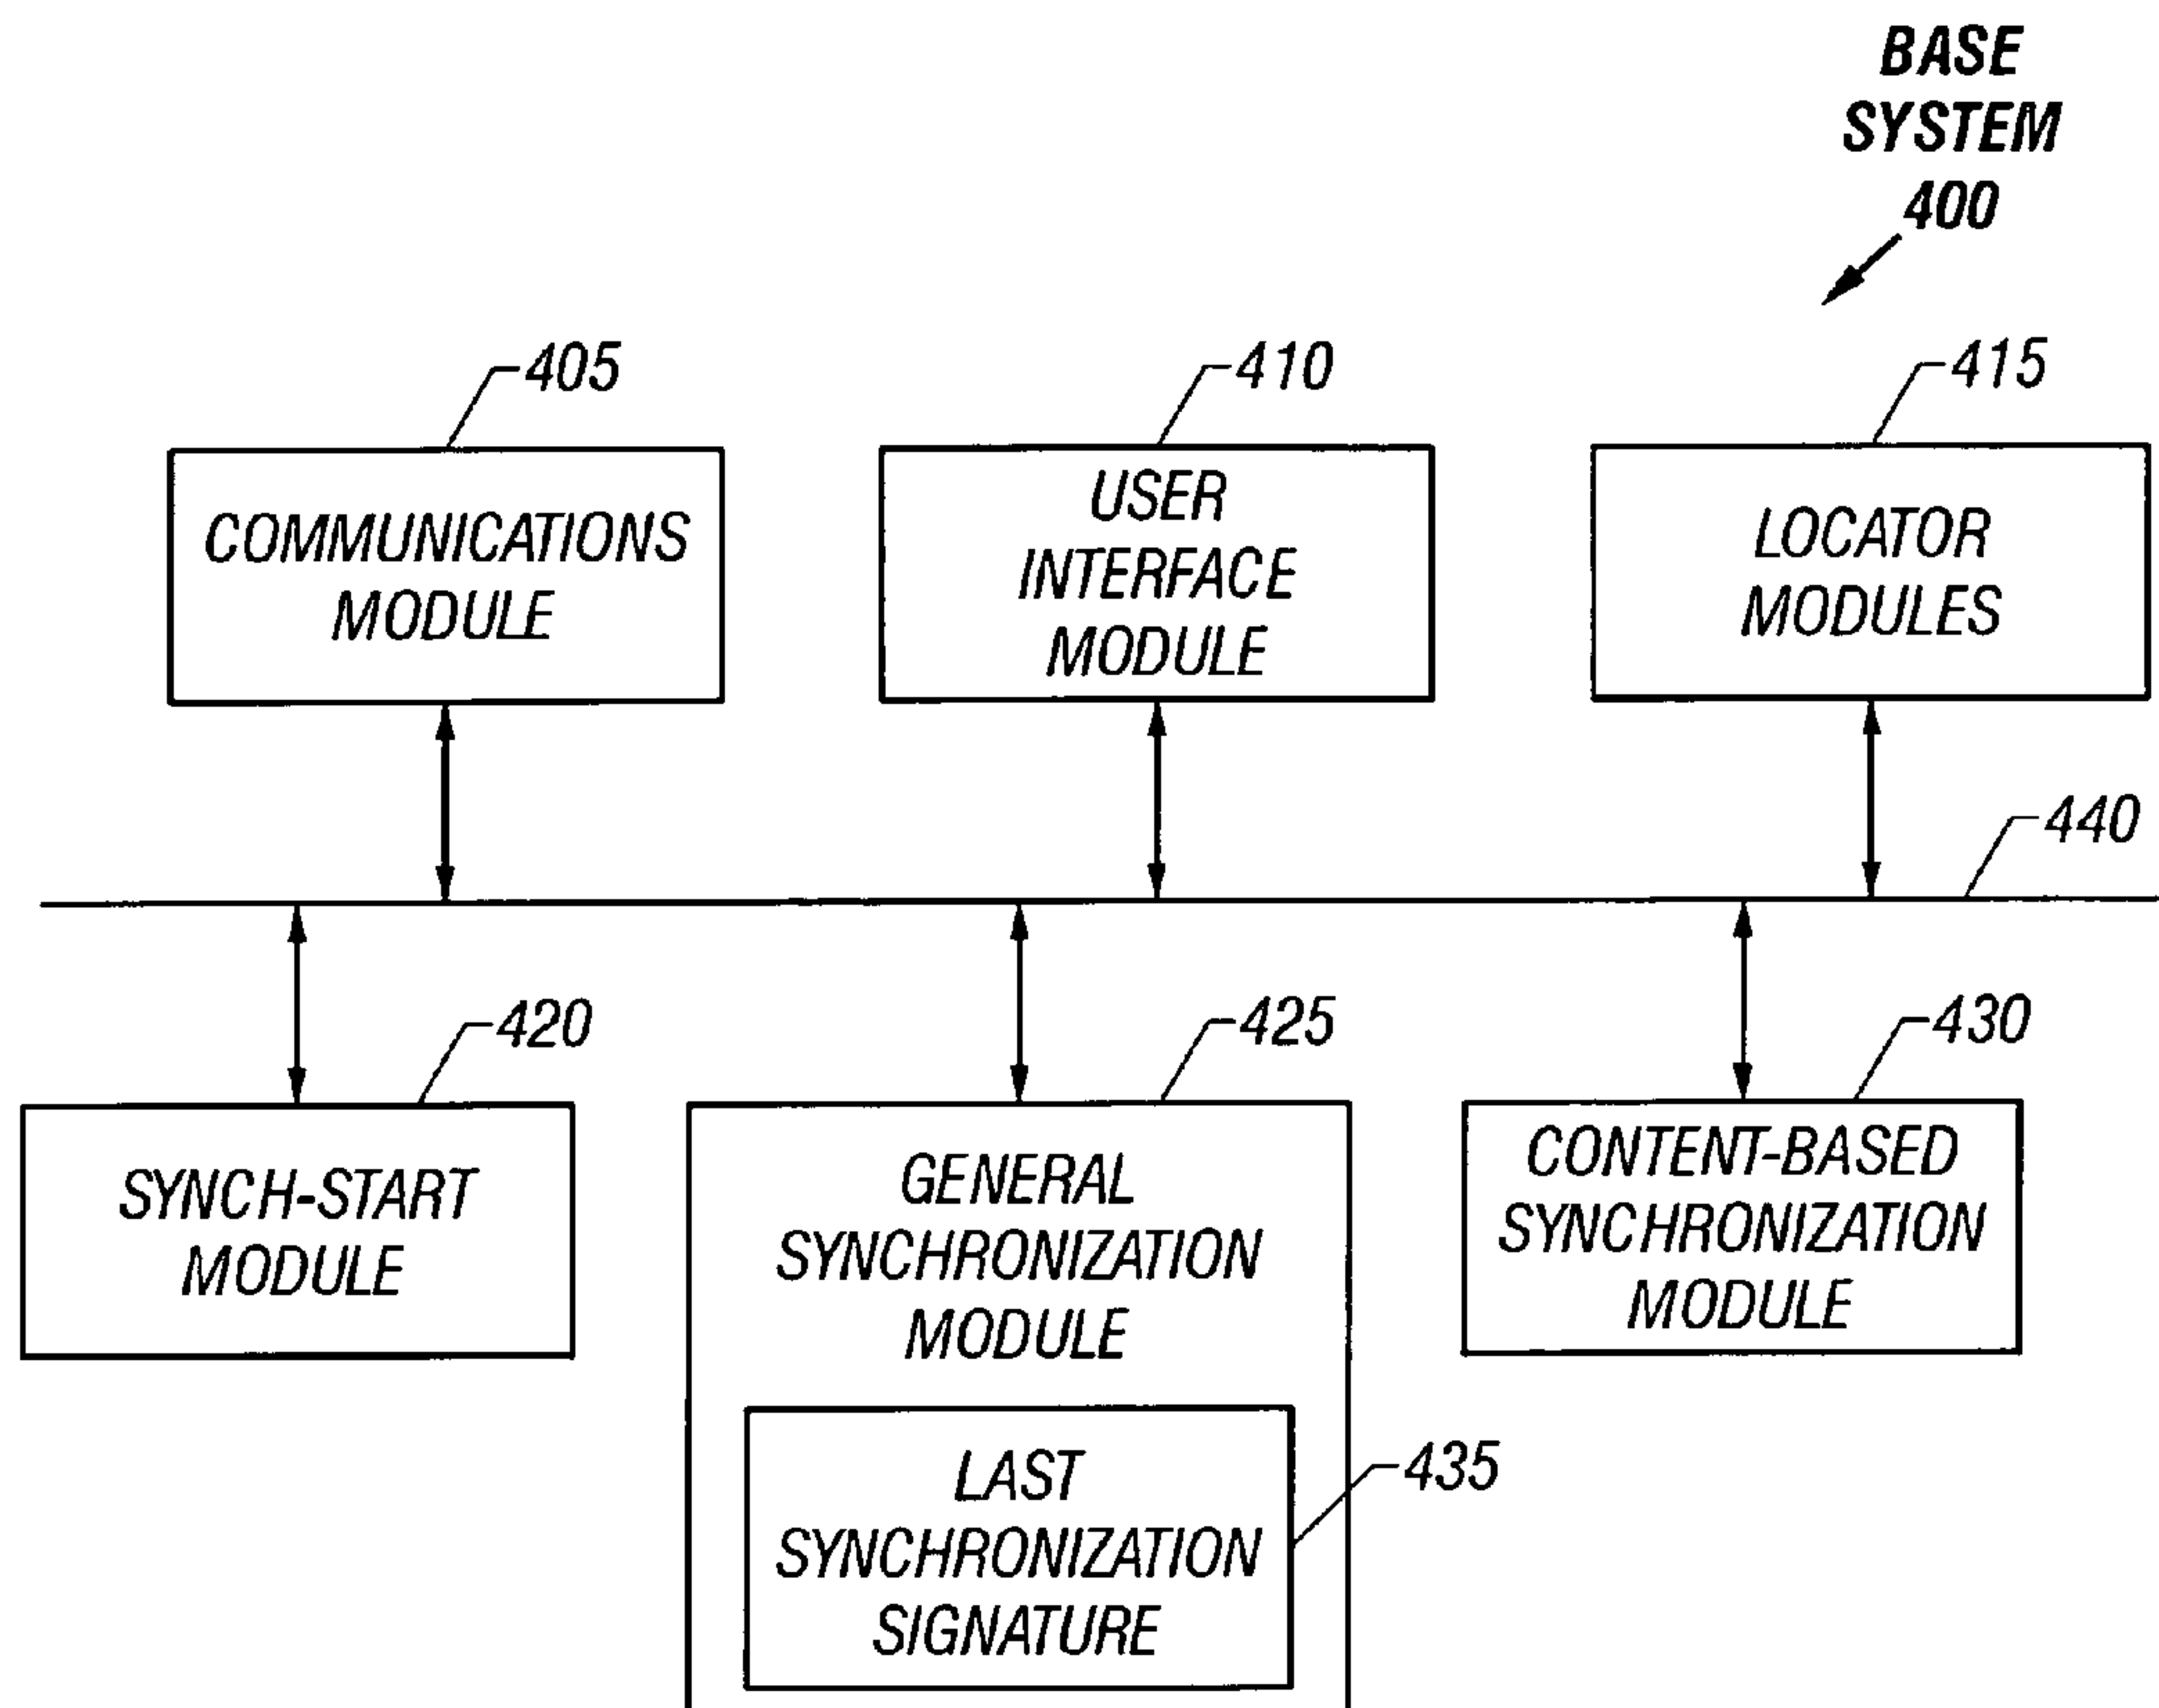 BASE
SYSTEM
400
405
410
415
COMMUNICATIONS
MODULE
USER
INTERFACE
MODULE
LOCATOR
MODULES
440
420
425
430
SYNCH-START
MODULE
GENERAL
SYNCHRONIZATION
MODULE
CONTENT-BASED
SYNCHRONIZATION
MODULE
LAST
SYNCHRONIZATION
SIGNATURE
435